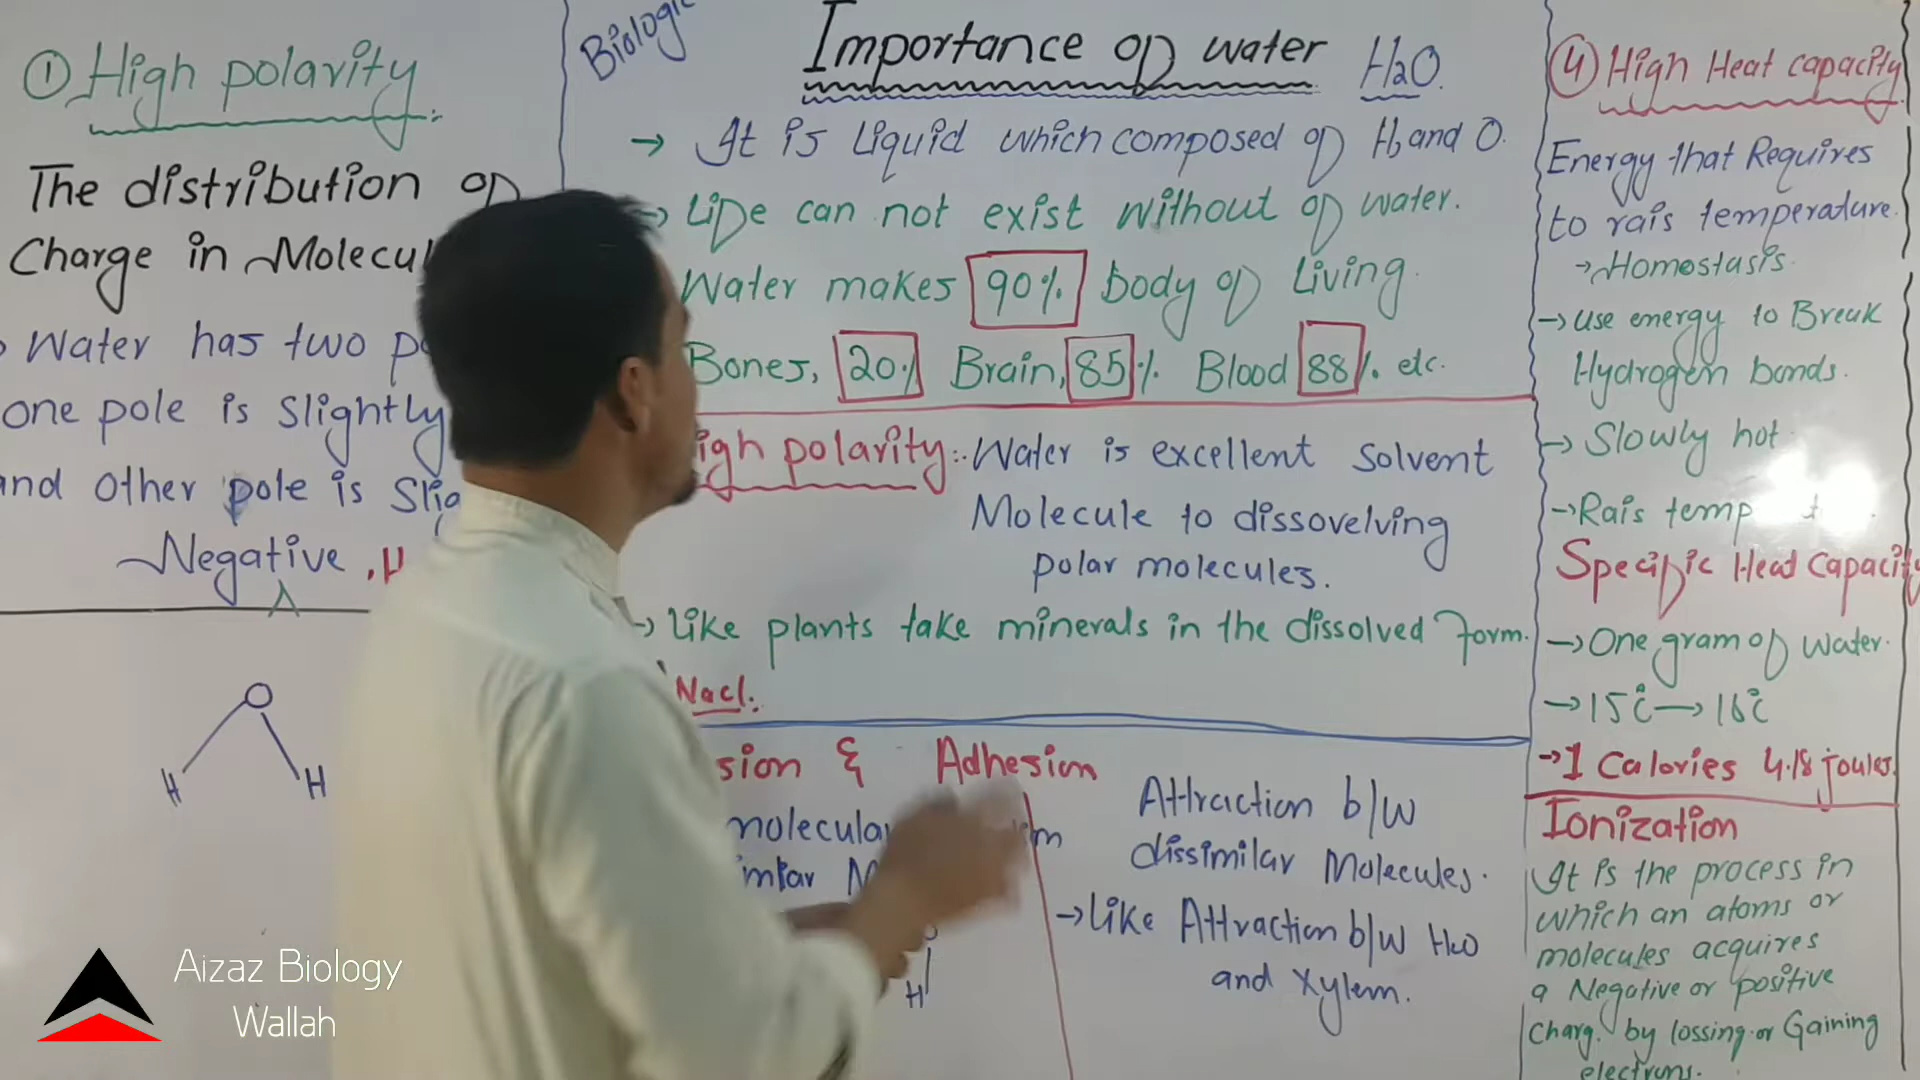 ① High polarity
The distribution of
Charge in Molecul
Water has two po
one pole is slightly
and other pole is slig
Negative . H
O
H H
Biologic
Importance of water H2O.
→ It is liquid which composed of H and O.
→ Life can not exist without of water.
Water makes 90% body of living.
Bones, 20% Brain, 85% Blood 88%. etc.
igh polarity:. Water is excellent solvent
Molecule to dissovelving
polar molecules.
→ Like plants take minerals in the dissolved Form.
Nacl.
sion & Adhesion
molecula
H
Attraction b/w
dissimilar Molecules.
→ Like Attraction b/w H2O
and Xylem.
④ High Heat capacity
Energy that Requires
to rais temperature.
→ Homostasis.
→ use energy to Break
Hydrogen bonds.
→ Slowly hot
→ Rais temp
Specific Heat Capacity
→ One gram of water.
→ 15°C → 16°C
→ 1 Calories 4.18 joules.
Ionization
It is the process in
which an atoms or
molecules acquires
a Negative or positive
charg. by lossing or Gaining
electrons.
Aizaz Biology
Wallah